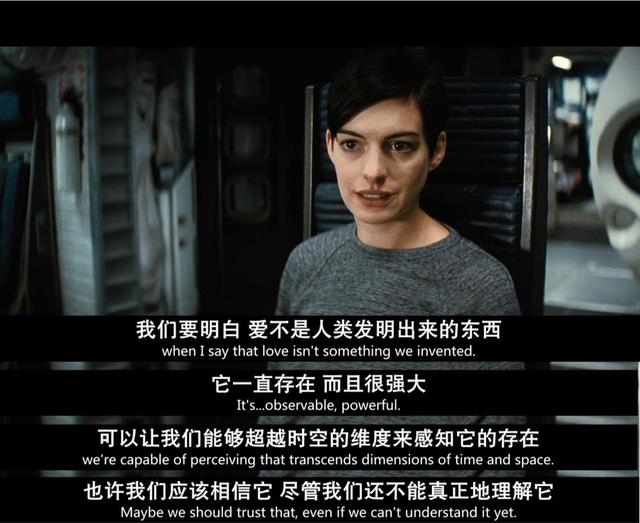 我们要明白 爱不是人类发明出来的东西
when I say that love isn't something we invented.
它一直存在 而且很强大
It's...observable, powerful.
可以让我们能够超越时空的维度来感知它的存在
we're capable of perceiving that transcends dimensions of time and space.
也许我们应该相信它 尽管我们还不能真正地理解它
Maybe we should trust that, even if we can't understand it yet.